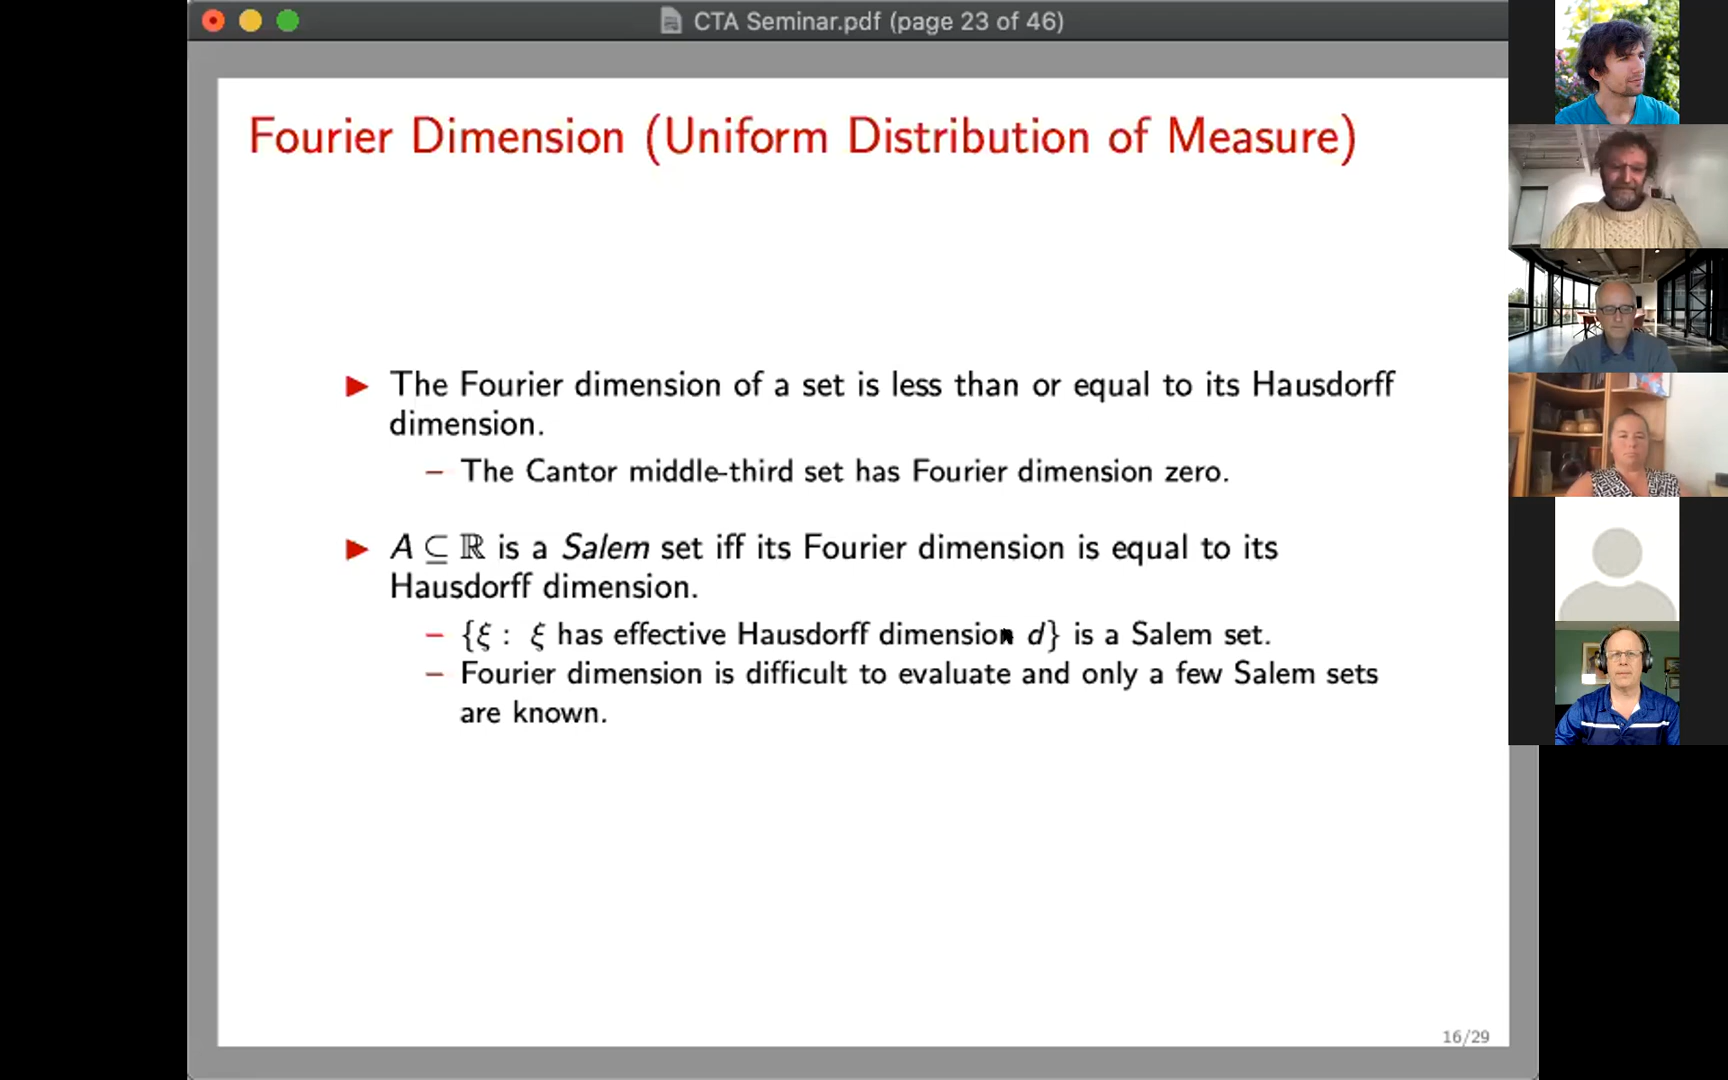 CTA Seminar.pdf (page 23 of 46)
Fourier Dimension (Uniform Distribution of Measure)
▶ The Fourier dimension of a set is less than or equal to its Hausdorff
dimension.
– The Cantor middle-third set has Fourier dimension zero.
▶ A ⊆ ℝ is a Salem set iff its Fourier dimension is equal to its
Hausdorff dimension.
– {ξ : ξ has effective Hausdorff dimension d} is a Salem set.
– Fourier dimension is difficult to evaluate and only a few Salem sets
are known.
16/29